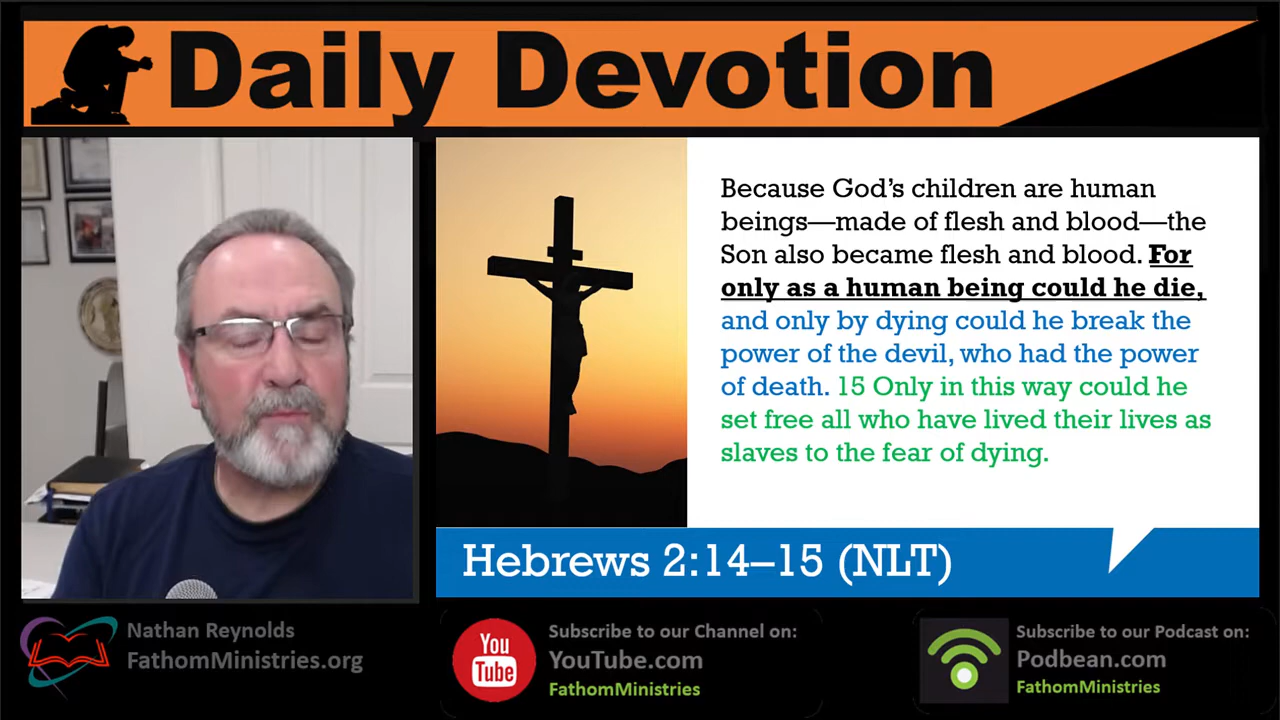 Daily Devotion
Because God’s children are human
beings—made of flesh and blood—the
Son also became flesh and blood. For
only as a human being could he die,
and only by dying could he break the
power of the devil, who had the power
of death. 15 Only in this way could he
set free all who have lived their lives as
slaves to the fear of dying.
Hebrews 2:14–15 (NLT)
Nathan Reynolds
FathomMinistries.org
You
Tube
Subscribe to our Channel on:
YouTube.com
FathomMinistries
Subscribe to our Podcast on:
Podbean.com
FathomMinistries